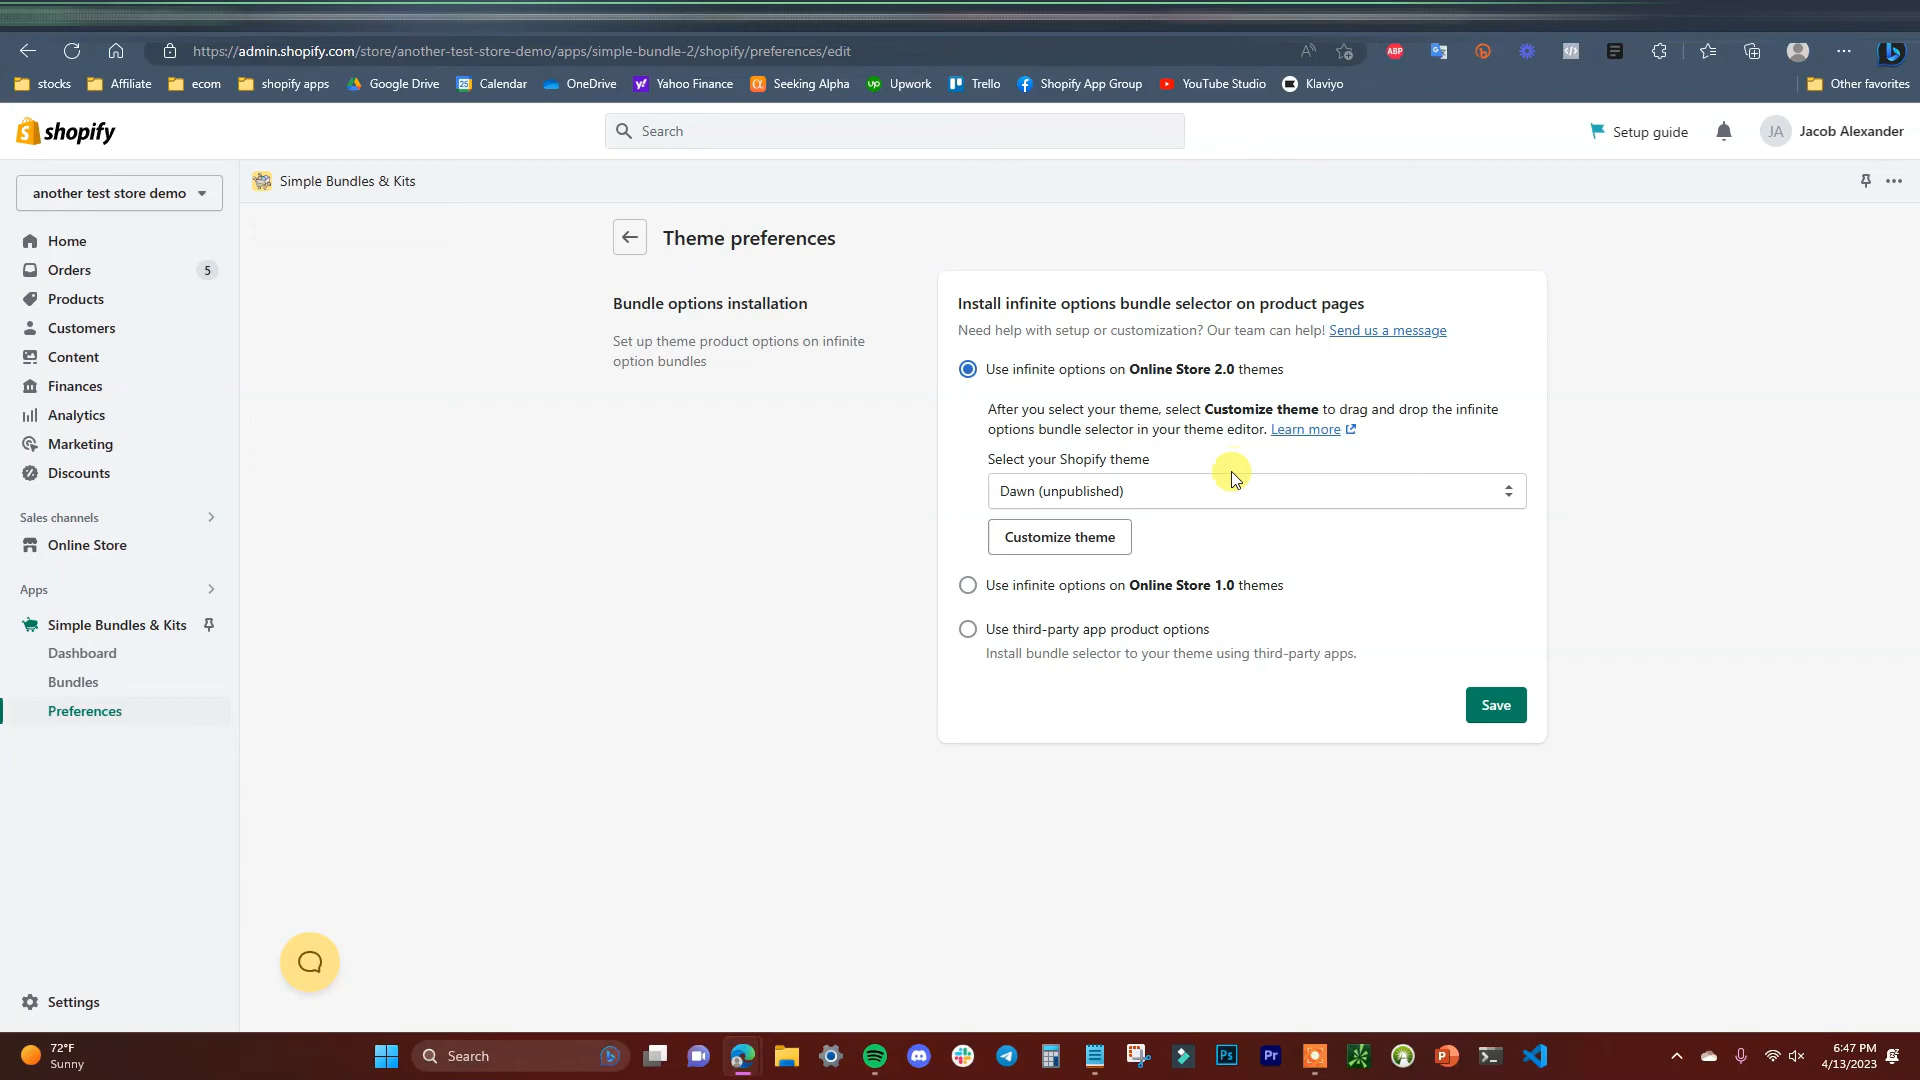 https://admin.shopify.com/store/another-test-store-demo/apps/simple-bundle-2/shopify/preferences/edit
ABP
stocks
Affiliate
ecom
shopify apps
Google Drive
Calendar
OneDrive
Yahoo Finance
Seeking Alpha
Upwork
Trello
Shopify App Group
YouTube Studio
Klaviyo
Other favorites
shopify
Search
Setup guide
JA
Jacob Alexander
another test store demo
Simple Bundles & Kits
Home
Orders
5
Products
Customers
Content
Finances
Analytics
Marketing
Discounts
Sales channels
Online Store
Apps
Simple Bundles & Kits
Dashboard
Bundles
Preferences
Settings
Theme preferences
Bundle options installation
Set up theme product options on infinite
option bundles
Install infinite options bundle selector on product pages
Need help with setup or customization? Our team can help! Send us a message
Use infinite options on Online Store 2.0 themes
After you select your theme, select Customize theme to drag and drop the infinite
options bundle selector in your theme editor. Learn more
Select your Shopify theme
Dawn (unpublished)
Customize theme
Use infinite options on Online Store 1.0 themes
Use third-party app product options
Install bundle selector to your theme using third-party apps.
Save
72°F
Sunny
Search
Ps
Pr
6:47 PM
4/13/2023